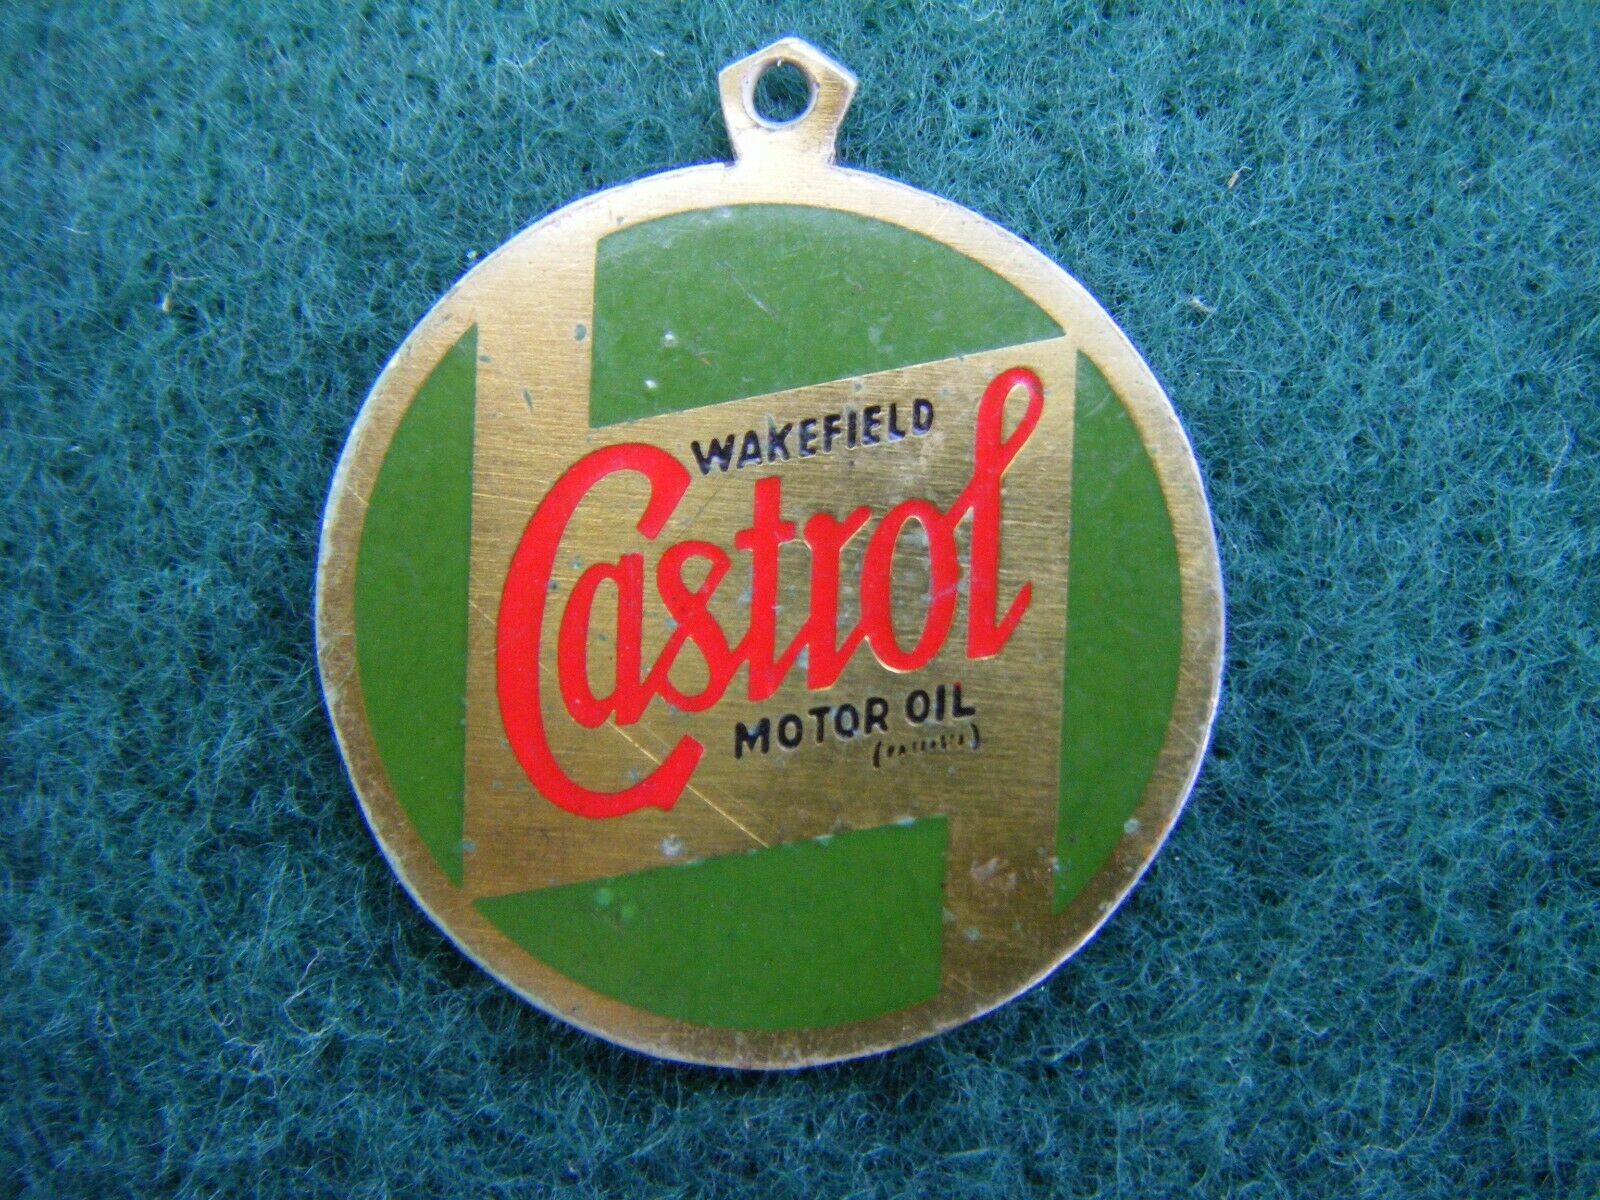 WAKEFIELD
Castrol
MOTOR OIL